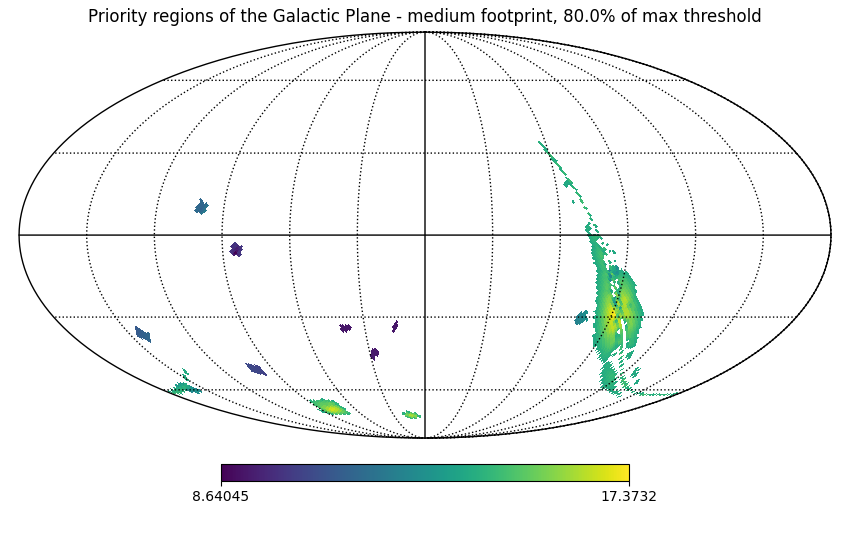 Priority regions of the Galactic Plane - medium footprint, 80.0% of max threshold
8.64045 17.3732